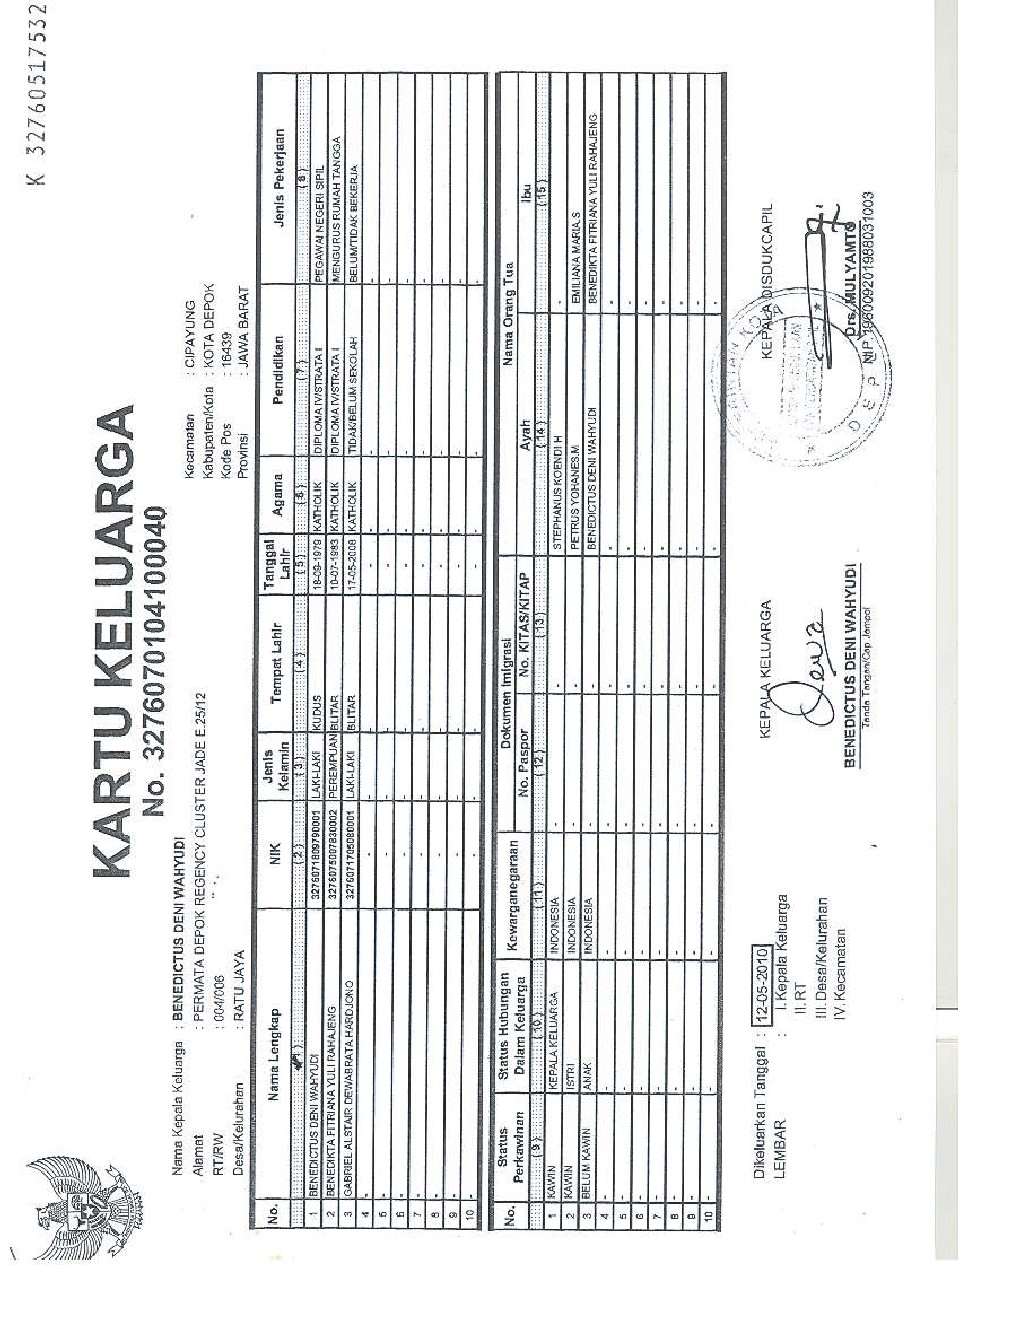 K 32760517532
KARTU KELUARGA
No. 3276070104100040
Nama Kepala Keluarga : BENEDICTUS DENI WAHYUDI
Alamat : PERMATA DEPOK REGENCY CLUSTER JADE E.25/12
RT/RW : 004/006
Desa/Kelurahan : RATU JAYA
Kecamatan : CIPAYUNG
Kabupaten/Kota : KOTA DEPOK
Kode Pos : 16439
Provinsi : JAWA BARAT
No. Nama Lengkap NIK Jenis Kelamin Tempat Lahir Tanggal Lahir Agama Pendidikan Jenis Pekerjaan
(2) (3) (4) (5) (6) (7) (8)
1 BENEDICTUS DENI WAHYUDI 3276071809790001 LAKI-LAKI KUDUS 18-09-1979 KATHOLIK DIPLOMA IV/STRATA I PEGAWAI NEGERI SIPIL
2 BENEDIKTA FITRIANA YULI RAHAJENG 3276075007830002 PEREMPUAN BLITAR 10-07-1983 KATHOLIK DIPLOMA IV/STRATA I MENGURUS RUMAH TANGGA
3 GABRIEL ALSTAIR DEWABRATA HARDJONO 3276071705080001 LAKI-LAKI BLITAR 17-05-2008 KATHOLIK TIDAK/BELUM SEKOLAH BELUM/TIDAK BEKERJA
4 - - - - - - - -
5 - - - - - - - -
6 - - - - - - - -
7 - - - - - - - -
8 - - - - - - - -
9 - - - - - - - -
10 - - - - - - - -
No. Status Perkawinan Status Hubungan Dalam Keluarga Kewarganegaraan Dokumen Imigrasi Nama Orang Tua
No. Paspor No. KITAS/KITAP Ayah Ibu
(9) (10) (11) (12) (13) (14) (15)
1 KAWIN KEPALA KELUARGA INDONESIA - - STEPHANUS KOENDI H -
2 KAWIN ISTRI INDONESIA - - PETRUS YOHANES.M EMILIANA MARIA.S
3 BELUM KAWIN ANAK INDONESIA - - BENEDICTUS DENI WAHYUDI BENEDIKTA FITRIANA YULI RAHAJENG
4 - - - - - - -
5 - - - - - - -
6 - - - - - - -
7 - - - - - - -
8 - - - - - - -
9 - - - - - - -
10 - - - - - - -
Dikeluarkan Tanggal : 12-05-2010
LEMBAR : I. Kepala Keluarga
II. RT
III. Desa/Kelurahan
IV. Kecamatan
KEPALA KELUARGA
Dewa
BENEDICTUS DENI WAHYUDI
Tanda Tangan/Cap Jempol
KEPALA DISDUKCAPIL
Drs. MULYAMTO
NIP 196009201988031003